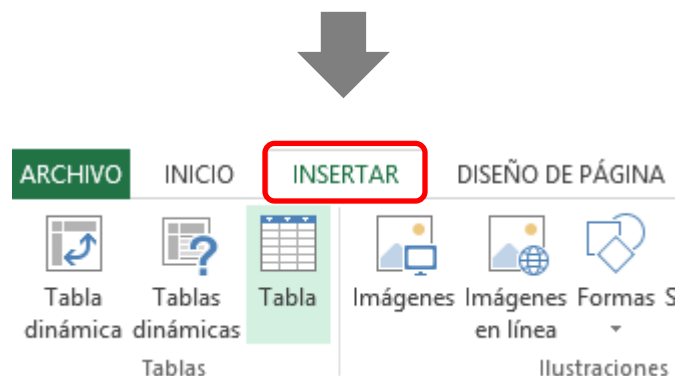 ARCHIVO INICIO INSERTAR DISEÑO DE PÁGINA
Tabla dinámica
Tablas dinámicas
Tabla
Imágenes
Imágenes en línea
Formas
S
Tablas
Ilustraciones